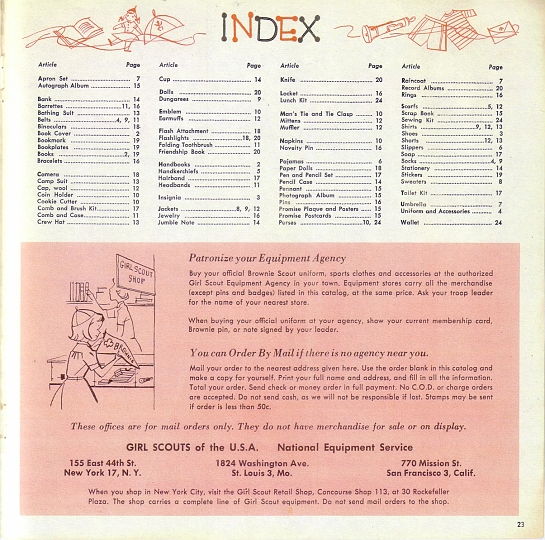 INDEX
Article Page
Apron Set 7
Autograph Album 15
Bank 14
Barrettes 11, 16
Bathing Suit 13
Belts 4, 9, 11
Binoculars 18
Book Cover 2
Bookmark 19
Bookplates 19
Books 2, 19
Bracelets 16
Camera 18
Camp Suit 13
Cap, wool 12
Coin Holder 10
Cookie Cutter 10
Comb and Brush Kit 17
Comb and Case 11
Crew Hat 13
Article Page
Cup 14
Dolls 20
Dungarees 9
Emblem 10
Earmuffs 12
Flash Attachment 18
Flashlights 18, 20
Folding Toothbrush 11
Friendship Book 20
Handbooks 2
Handkerchiefs 5
Hairband 17
Headbands 11
Insignia 3
Jackets 8, 9, 12
Jewelry 16
Jumble Note 14
Article Page
Knife 20
Locket 16
Lunch Kit 24
Man's Tie and Tie Clasp 10
Mittens 12
Muffler 12
Napkins 10
Novelty Pin 16
Pajamas 6
Paper Dolls 18
Pen and Pencil Set 17
Pencil Case 14
Pennant 15
Photograph Album 15
Pins 16
Promise Plaque and Posters 15
Promise Postcards 15
Purses 10, 24
Article Page
Raincoat 7
Record Albums 20
Rings 16
Scarfs 5, 12
Scrap Book 15
Sewing Kit 24
Shirts 9, 12, 13
Shoes 3
Shorts 12, 13
Slippers 6
Soap 17
Socks 4, 9
Stationery 14
Stickers 19
Sweaters 8
Toilet Kit 17
Umbrella 7
Uniform and Accessories 4
Wallet 24
GIRL SCOUT
SHOP
BROWNIE
Patronize your Equipment Agency
Buy your official Brownie Scout uniform, sports clothes and accessories at the authorized
Girl Scout Equipment Agency in your town. Equipment stores carry all the merchandise
(except pins and badges) listed in this catalog, at the same price. Ask your troop leader
for the name of your nearest store.
When buying your official uniform at your agency, show your current membership card,
Brownie pin, or note signed by your leader.
You can Order By Mail if there is no agency near you.
Mail your order to the nearest address given here. Use the order blank in this catalog and
make a copy for yourself. Print your full name and address, and fill in all the information.
Total your order. Send check or money order in full payment. No C.O.D. or charge orders
are accepted. Do not send cash, as we will not be responsible if lost. Stamps may be sent
if order is less than 50c.
These offices are for mail orders only. They do not have merchandise for sale or on display.
GIRL SCOUTS of the U.S.A. National Equipment Service
155 East 44th St. 1824 Washington Ave. 770 Mission St.
New York 17, N. Y. St. Louis 3, Mo. San Francisco 3, Calif.
When you shop in New York City, visit the Girl Scout Retail Shop, Concourse Shop 113, at 30 Rockefeller
Plaza. The shop carries a complete line of Girl Scout equipment. Do not send mail orders to the shop.
23